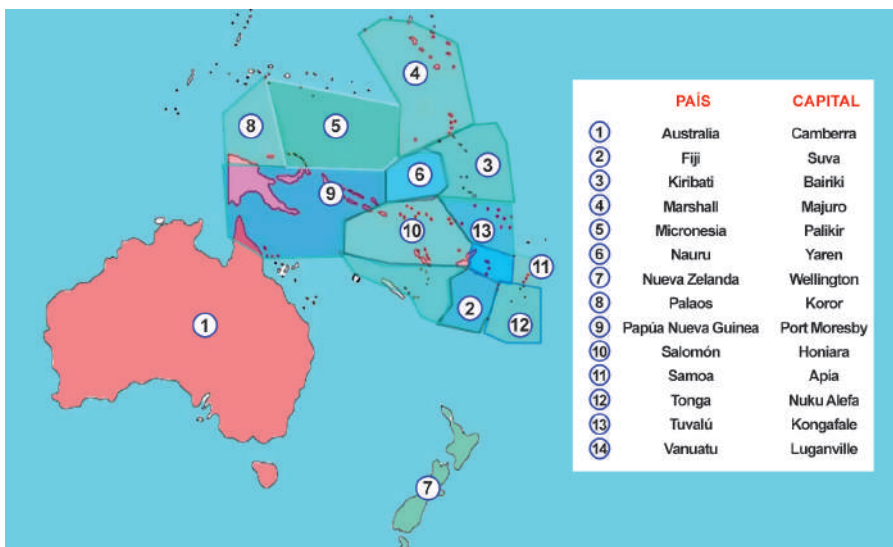 4
8
5
3
6
9
10
13
11
1
2
12
7
PAÍS CAPITAL
1 Australia Camberra
2 Fiji Suva
3 Kiribati Bairiki
4 Marshall Majuro
5 Micronesia Palikir
6 Nauru Yaren
7 Nueva Zelanda Wellington
8 Palaos Koror
9 Papúa Nueva Guinea Port Moresby
10 Salomón Honiara
11 Samoa Apia
12 Tonga Nuku Alefa
13 Tuvalú Kongafale
14 Vanuatu Luganville